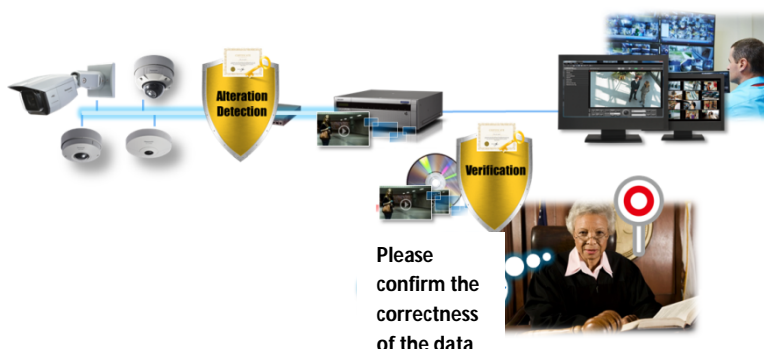 Alteration
Detection
Verification
Please
confirm the
correctness
of the data